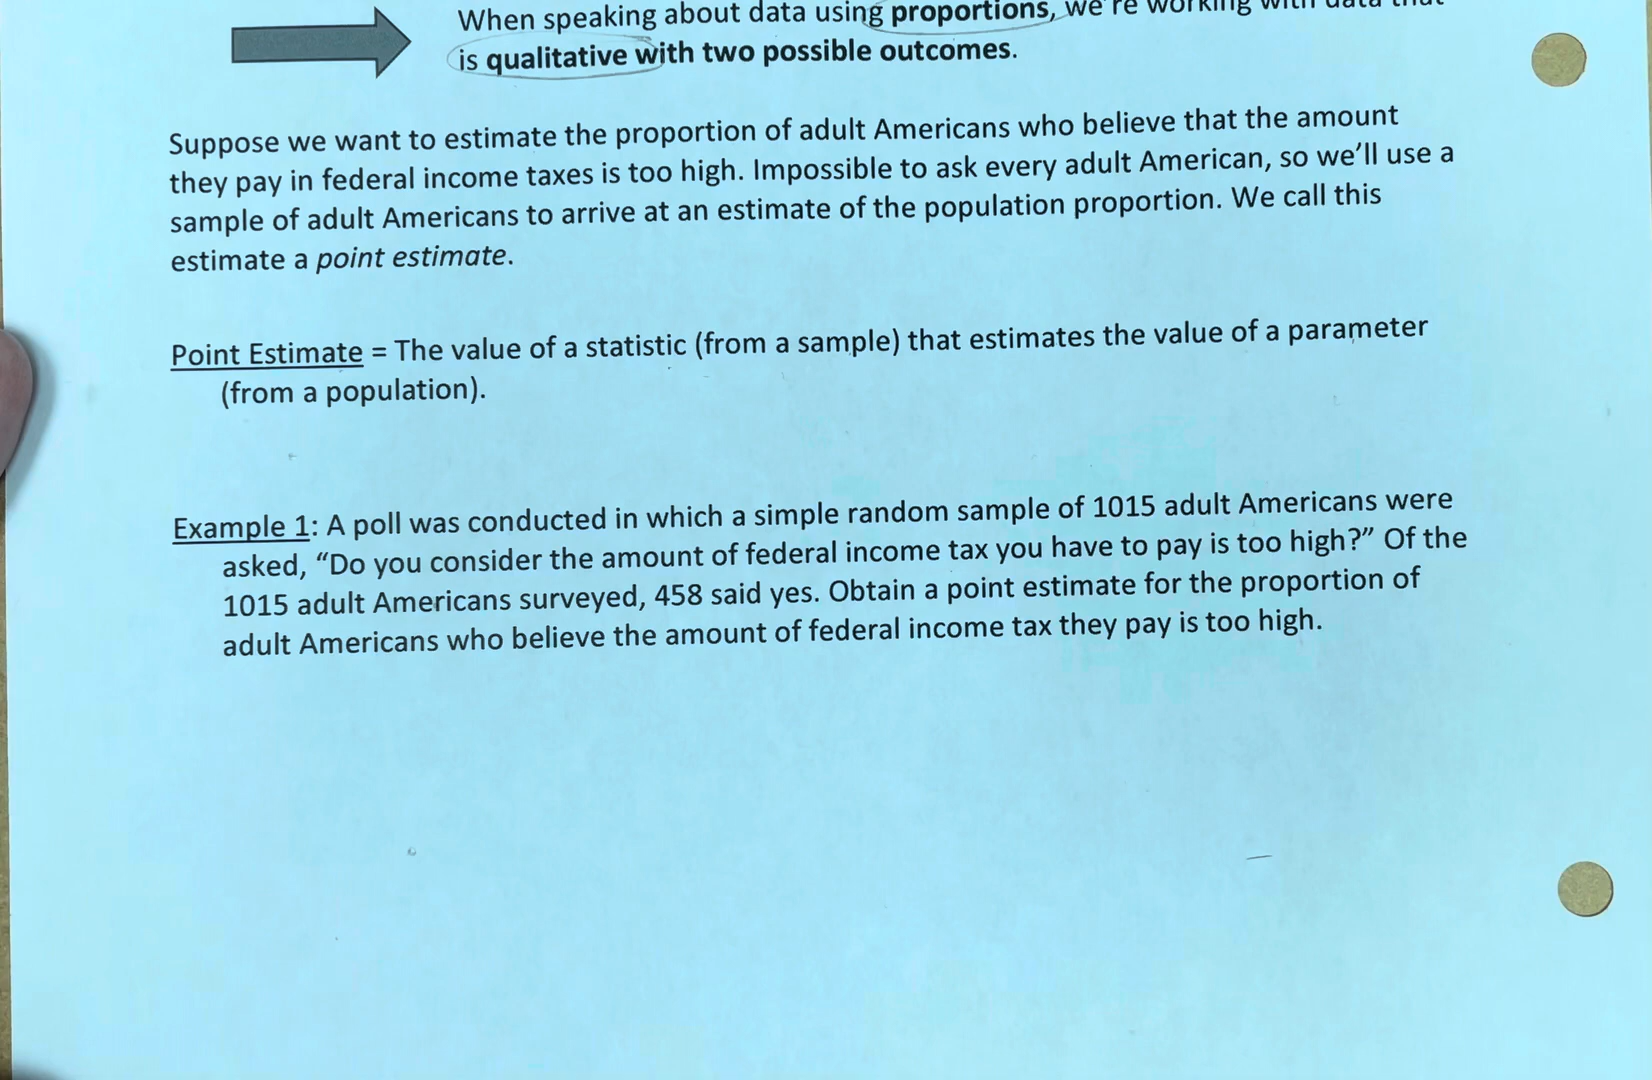 When speaking about data using proportions, we're working with data that
is qualitative with two possible outcomes.
Suppose we want to estimate the proportion of adult Americans who believe that the amount
they pay in federal income taxes is too high. Impossible to ask every adult American, so we'll use a
sample of adult Americans to arrive at an estimate of the population proportion. We call this
estimate a point estimate.
Point Estimate = The value of a statistic (from a sample) that estimates the value of a parameter
(from a population).
Example 1: A poll was conducted in which a simple random sample of 1015 adult Americans were
asked, “Do you consider the amount of federal income tax you have to pay is too high?” Of the
1015 adult Americans surveyed, 458 said yes. Obtain a point estimate for the proportion of
adult Americans who believe the amount of federal income tax they pay is too high.